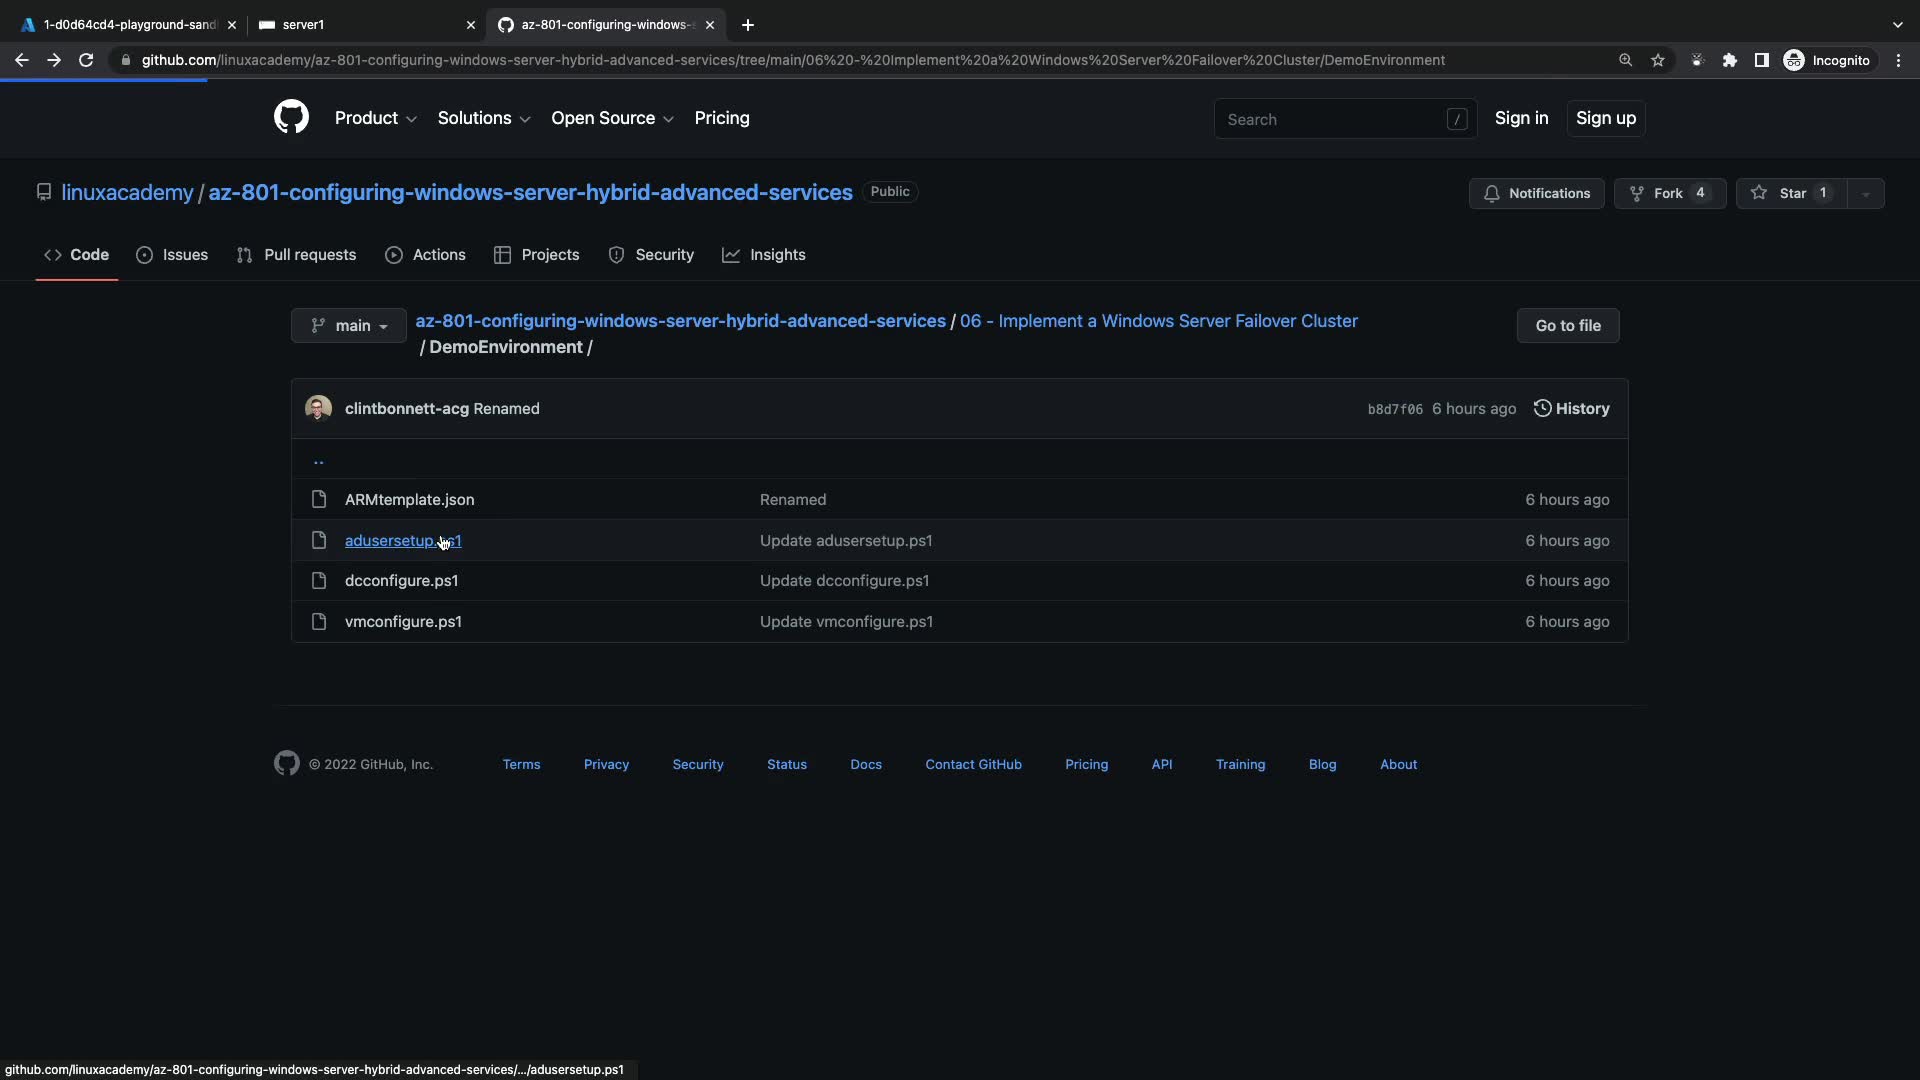 1-d0d64cd4-playground-sand
server1
az-801-configuring-windows-s
github.com/linuxacademy/az-801-configuring-windows-server-hybrid-advanced-services/tree/main/06%20-%20Implement%20a%20Windows%20Server%20Failover%20Cluster/DemoEnvironment
Incognito
Product
Solutions
Open Source
Pricing
Search /
Sign in
Sign up
linuxacademy / az-801-configuring-windows-server-hybrid-advanced-services Public
Notifications
Fork 4
Star 1
Code
Issues
Pull requests
Actions
Projects
Security
Insights
main
az-801-configuring-windows-server-hybrid-advanced-services / 06 - Implement a Windows Server Failover Cluster
/ DemoEnvironment /
Go to file
clintbonnett-acg Renamed
b8d7f06 6 hours ago
History
..
ARMtemplate.json Renamed 6 hours ago
adusersetup.ps1 Update adusersetup.ps1 6 hours ago
dcconfigure.ps1 Update dcconfigure.ps1 6 hours ago
vmconfigure.ps1 Update vmconfigure.ps1 6 hours ago
© 2022 GitHub, Inc.
Terms
Privacy
Security
Status
Docs
Contact GitHub
Pricing
API
Training
Blog
About
github.com/linuxacademy/az-801-configuring-windows-server-hybrid-advanced-services/.../adusersetup.ps1